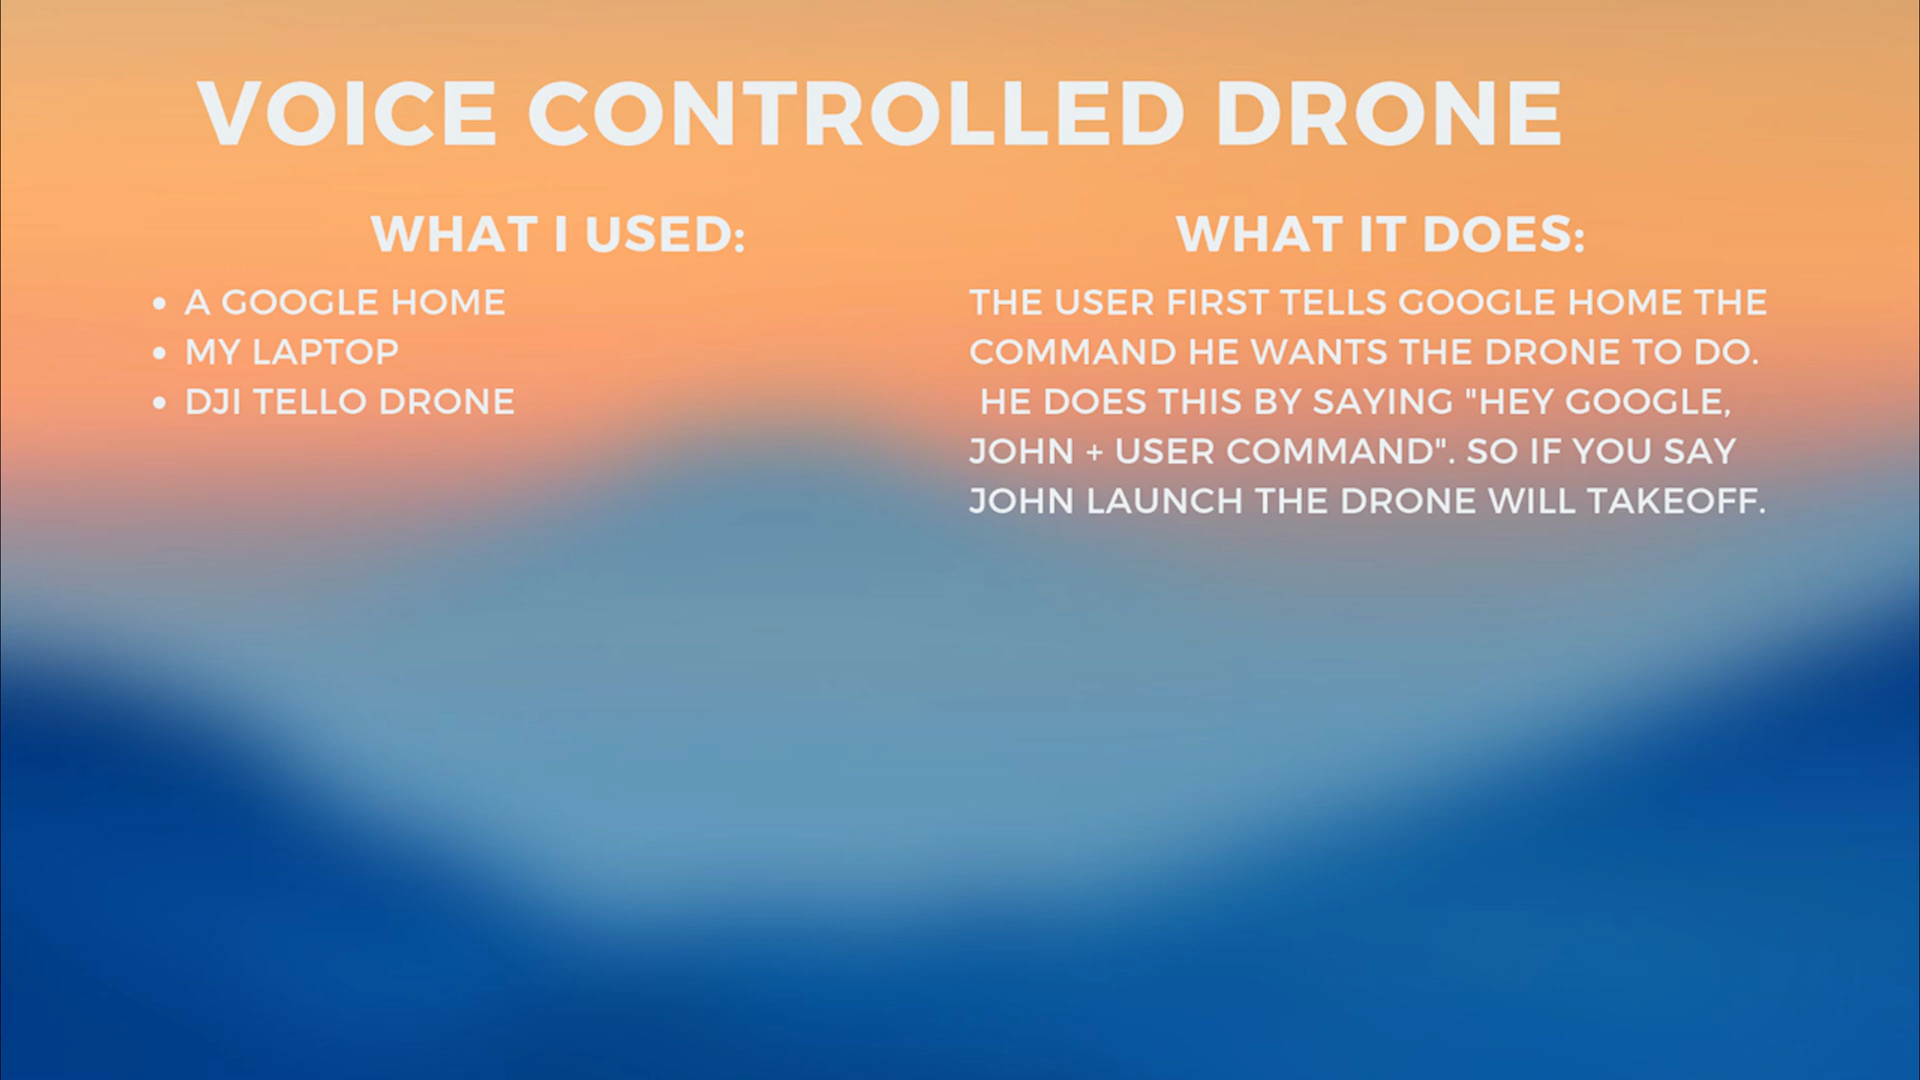 VOICE CONTROLLED DRONE
WHAT I USED:
• A GOOGLE HOME
• MY LAPTOP
• DJI TELLO DRONE
WHAT IT DOES:
THE USER FIRST TELLS GOOGLE HOME THE
COMMAND HE WANTS THE DRONE TO DO.
HE DOES THIS BY SAYING "HEY GOOGLE,
JOHN + USER COMMAND". SO IF YOU SAY
JOHN LAUNCH THE DRONE WILL TAKEOFF.